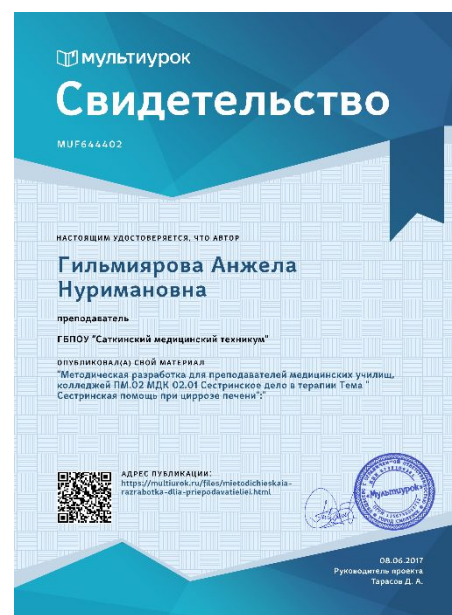 мультиурок
Свидетельство
MUF644402
НАСТОЯЩИМ УДОСТОВЕРЯЕТСЯ, ЧТО АВТОР
Гильмиярова Анжела
Нуримановна
преподаватель
ГБПОУ "Саткинский медицинский техникум"
ОПУБЛИКОВАЛ(А) СВОЙ МАТЕРИАЛ
"Методическая разработка для преподавателей медицинских училищ,
колледжей ПМ.02 МДК 02.01 Сестринское дело в терапии Тема "
Сестринская помощь при циррозе печени";"
АДРЕС ПУБЛИКАЦИИ:
https://multiurok.ru/files/mietodichieskaia-
razrabotka-dlia-priepodavatieliei.html
«Мультиурок»
08.06.2017
Руководитель проекта
Тарасов Д. А.